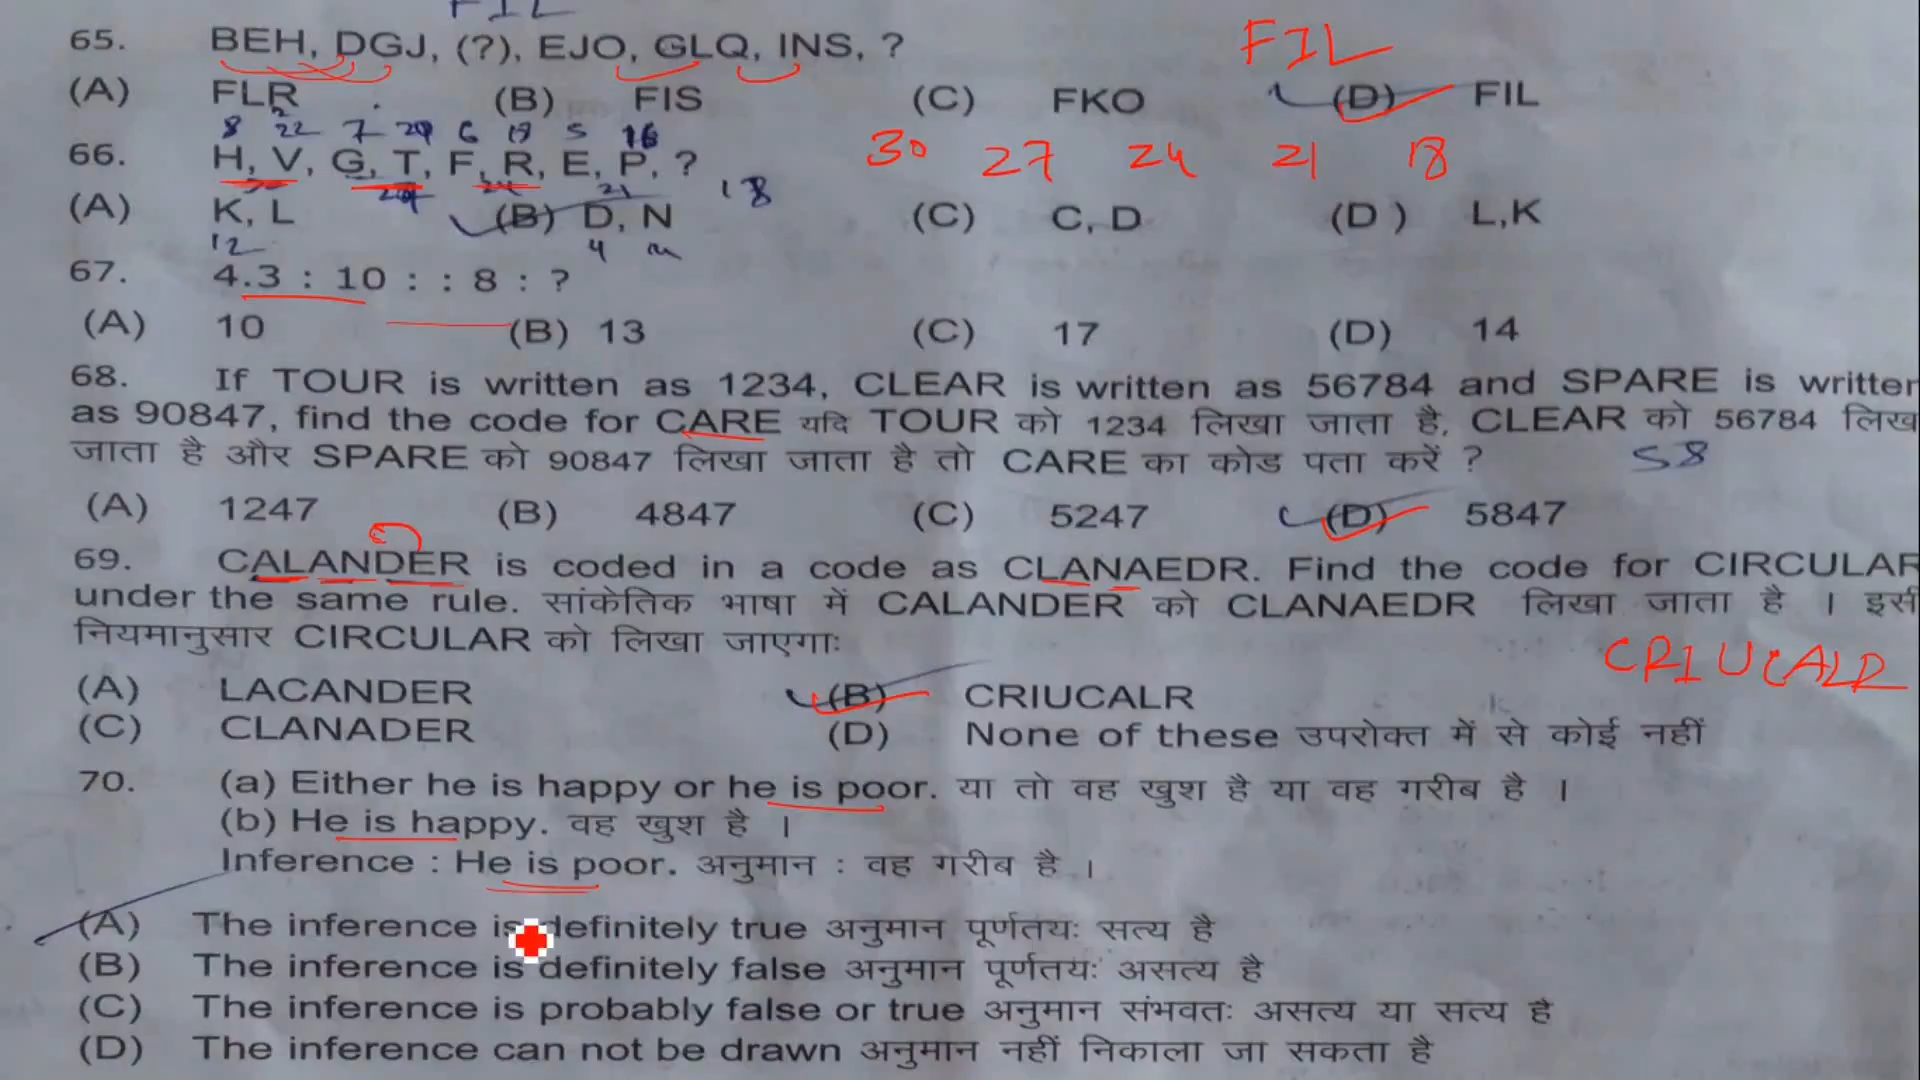 FIL
65. BEH, DGJ, (?), EJO, GLQ, INS, ? FIL
(A) FLR (B) FIS (C) FKO (D) FIL
8 22 7 20 6 18 5 16
66. H, V, G, T, F, R, E, P, ? 30 27 24 21 18
21 18
(A) K, L (B) D, N (C) C, D (D ) L,K
12 4
67. 4.3 : 10 : : 8 : ?
(A) 10 (B) 13 (C) 17 (D) 14
68. If TOUR is written as 1234, CLEAR is written as 56784 and SPARE is written
as 90847, find the code for CARE यदि TOUR को 1234 लिखा जाता है, CLEAR को 56784 लिख
जाता है और SPARE को 90847 लिखा जाता है तो CARE का कोड पता करें ? 58
(A) 1247 (B) 4847 (C) 5247 (D) 5847
69. CALANDER is coded in a code as CLANAEDR. Find the code for CIRCULAR
under the same rule. सांकेतिक भाषा में CALANDER को CLANAEDR लिखा जाता है । इसी
नियमानुसार CIRCULAR को लिखा जाएगाः CRIUCALR
(A) LACANDER (B) CRIUCALR
(C) CLANADER (D) None of these उपरोक्त में से कोई नहीं
70. (a) Either he is happy or he is poor. या तो वह खुश है या वह गरीब है ।
(b) He is happy. वह खुश है ।
Inference : He is poor. अनुमान : वह गरीब है ।
(A) The inference is definitely true अनुमान पूर्णतयः सत्य है
(B) The inference is definitely false अनुमान पूर्णतयः असत्य है
(C) The inference is probably false or true अनुमान संभवतः असत्य या सत्य है
(D) The inference can not be drawn अनुमान नहीं निकाला जा सकता है